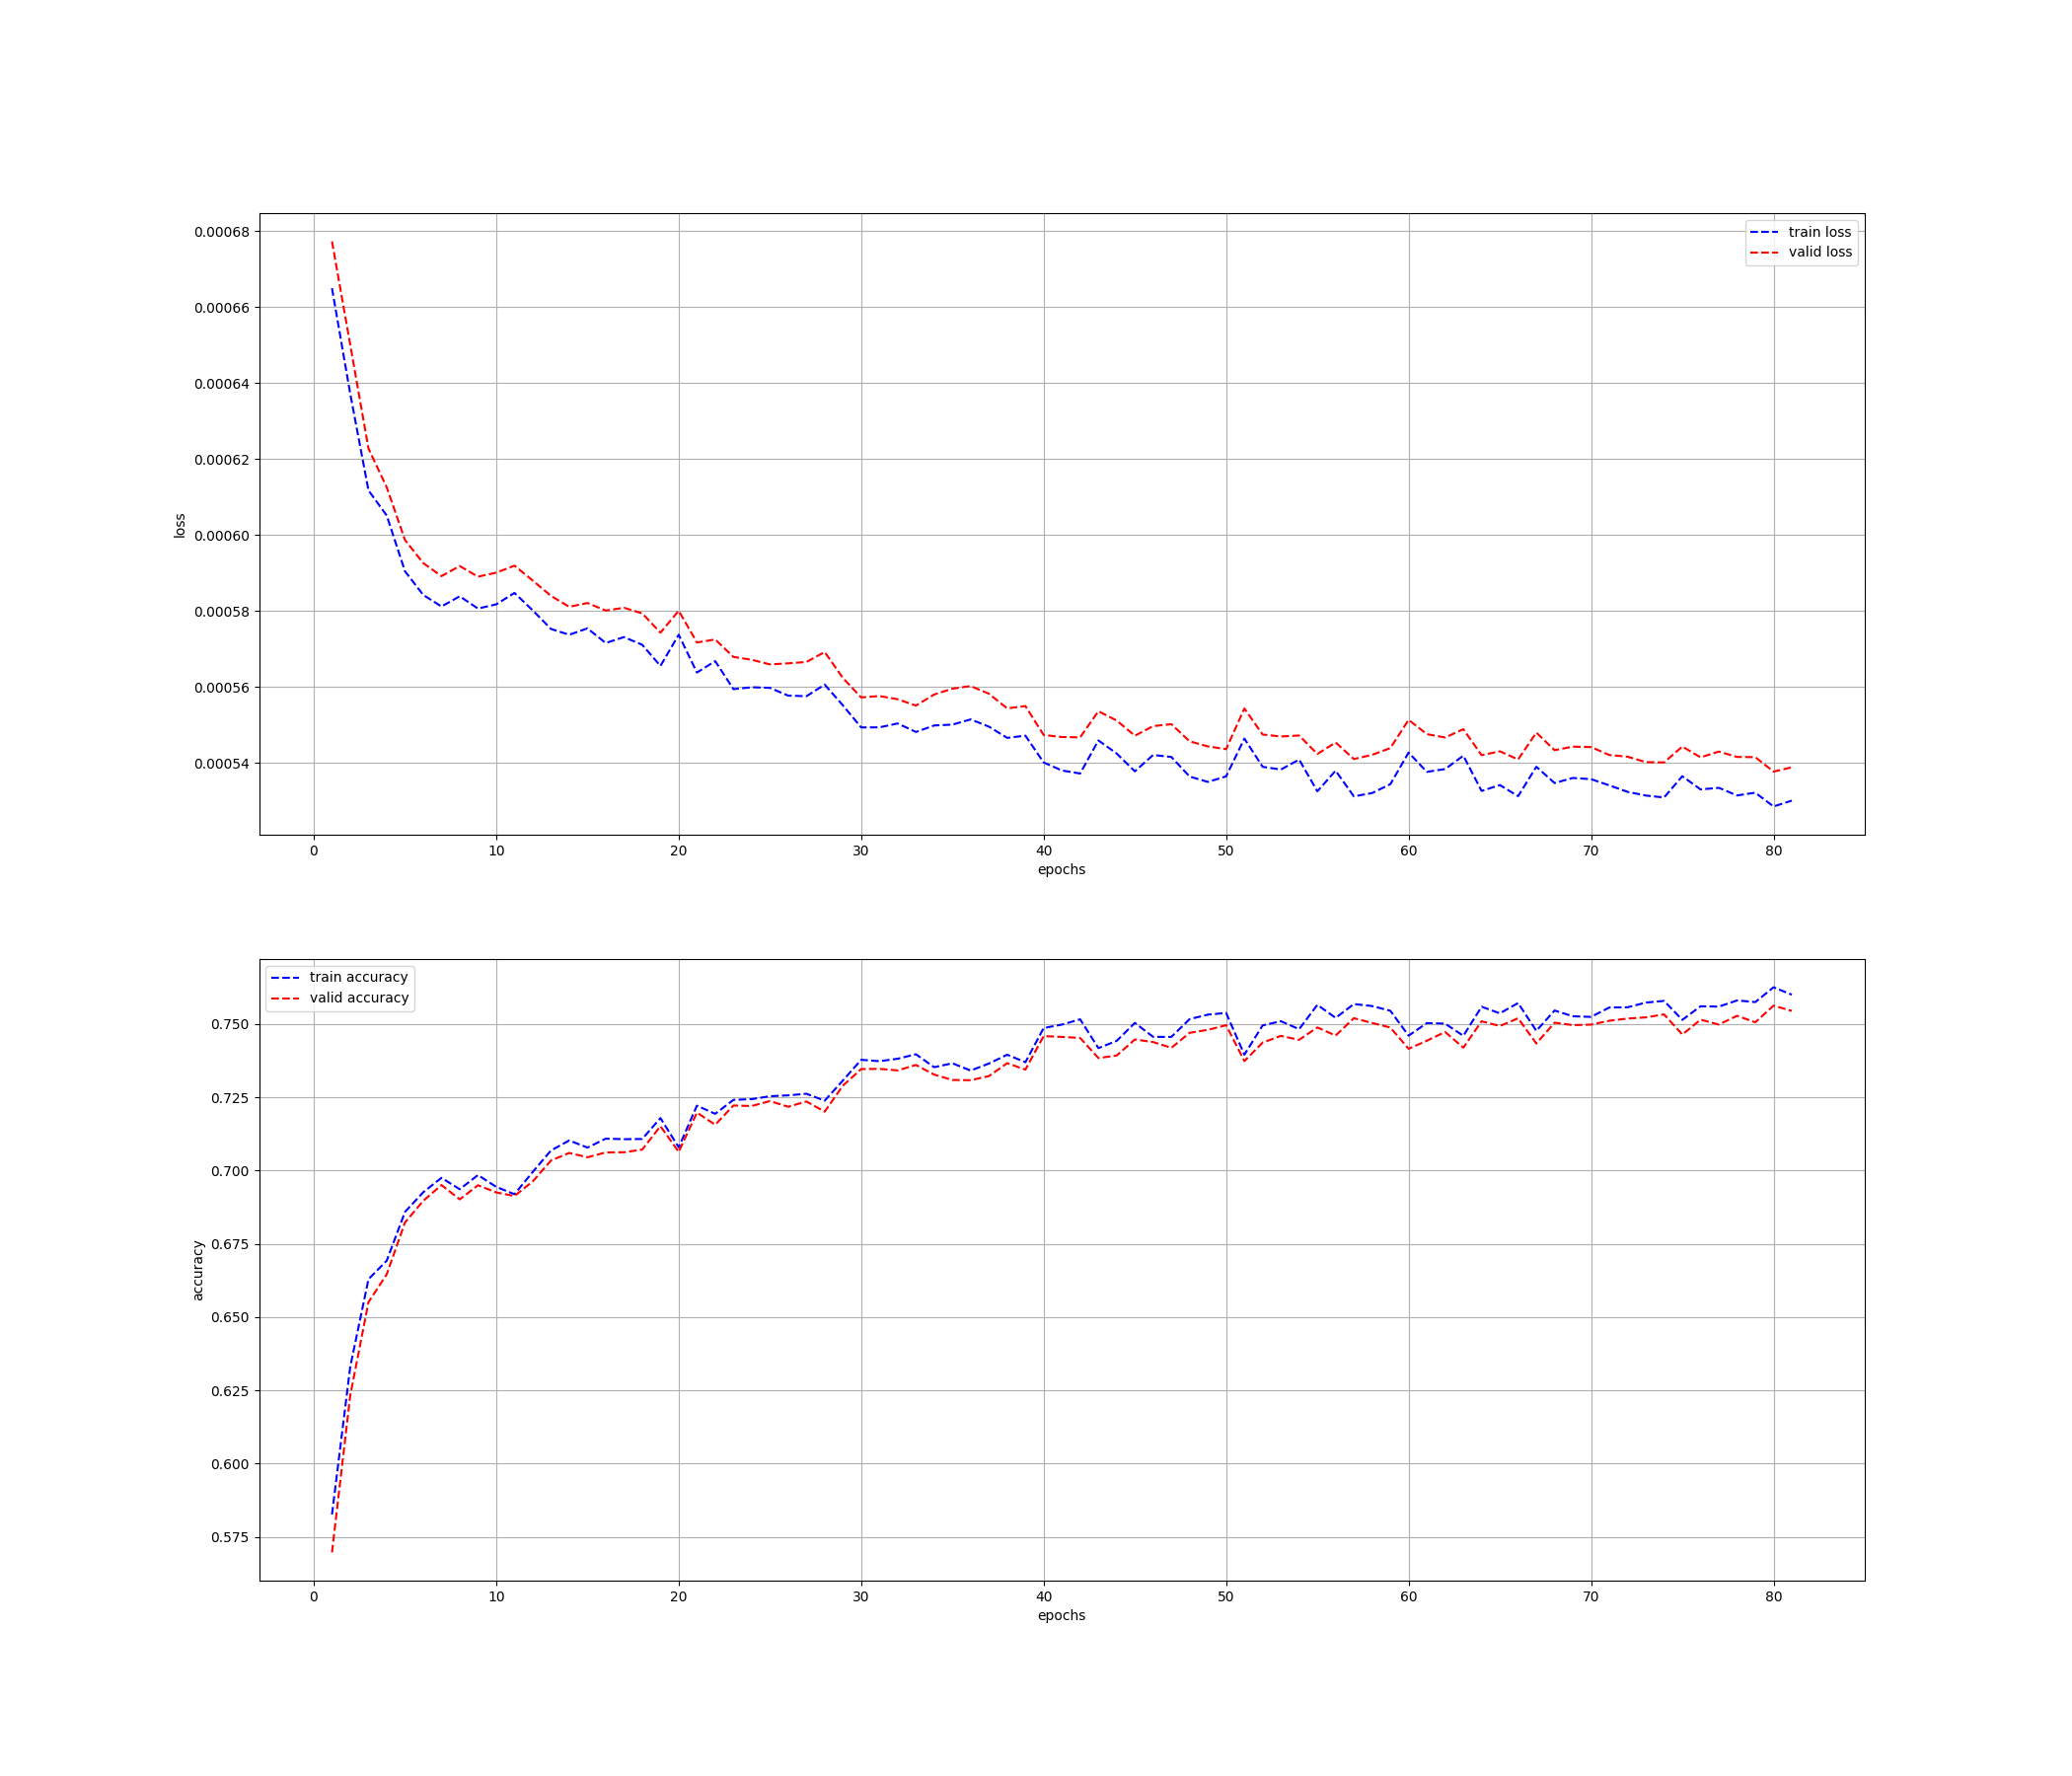 train loss
valid loss
0.00068
0.00066
0.00064
0.00062
0.00060
0.00058
0.00056
0.00054
loss
0 10 20 30 40 50 60 70 80
epochs
train accuracy
valid accuracy
0.750
0.725
0.700
0.675
0.650
0.625
0.600
0.575
accuracy
0 10 20 30 40 50 60 70 80
epochs